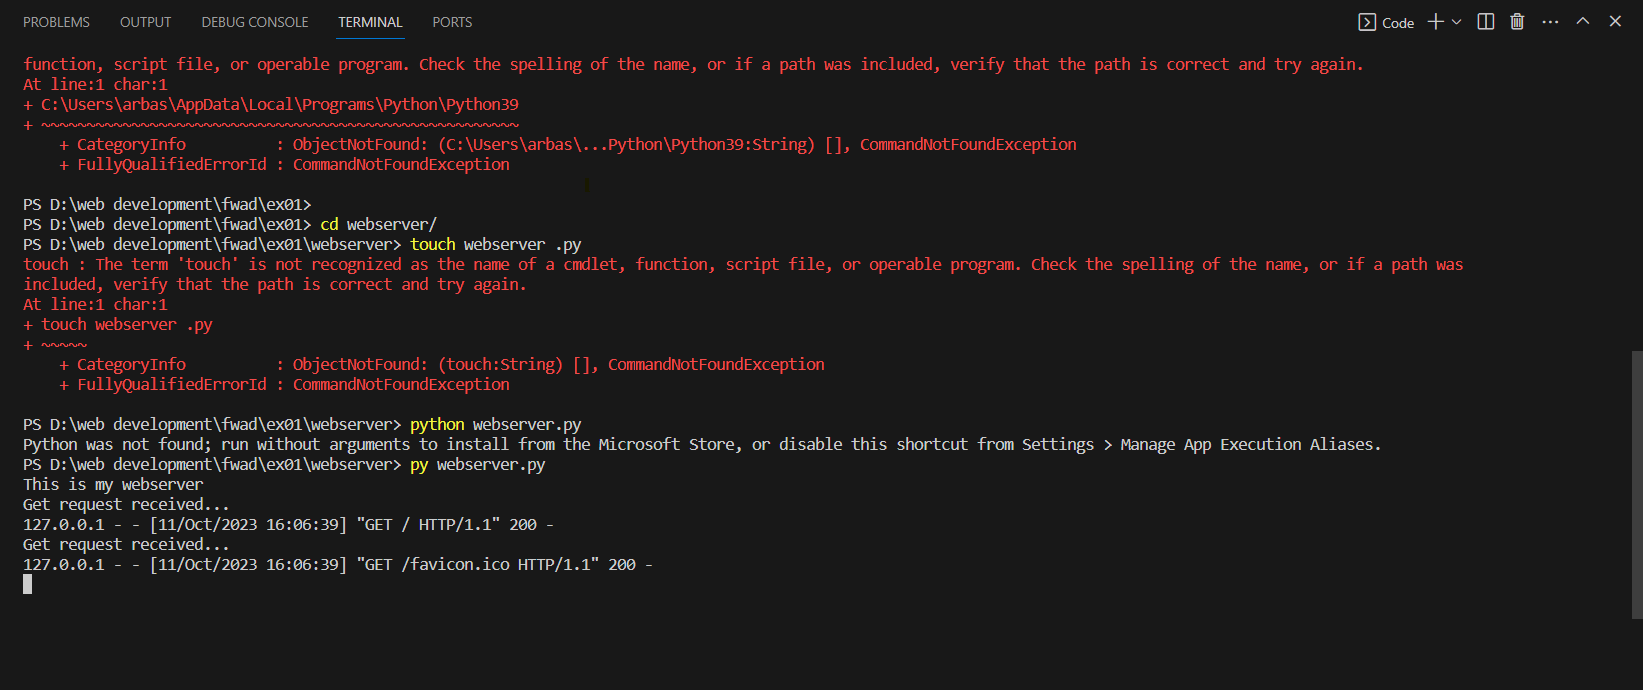 PROBLEMS OUTPUT DEBUG CONSOLE TERMINAL PORTS Code
function, script file, or operable program. Check the spelling of the name, or if a path was included, verify that the path is correct and try again.
At line:1 char:1
+ C:\Users\arbas\AppData\Local\Programs\Python\Python39
+ ~~~~~~~~~~~~~~~~~~~~~~~~~~~~~~~~~~~~~~~~~~~~~~~~~~~~~
    + CategoryInfo          : ObjectNotFound: (C:\Users\arbas\...Python\Python39:String) [], CommandNotFoundException
    + FullyQualifiedErrorId : CommandNotFoundException
PS D:\web development\fwad\ex01>
PS D:\web development\fwad\ex01> cd webserver/
PS D:\web development\fwad\ex01\webserver> touch webserver .py
touch : The term 'touch' is not recognized as the name of a cmdlet, function, script file, or operable program. Check the spelling of the name, or if a path was
included, verify that the path is correct and try again.
At line:1 char:1
+ touch webserver .py
+ ~~~~~
    + CategoryInfo          : ObjectNotFound: (touch:String) [], CommandNotFoundException
    + FullyQualifiedErrorId : CommandNotFoundException
PS D:\web development\fwad\ex01\webserver> python webserver.py
Python was not found; run without arguments to install from the Microsoft Store, or disable this shortcut from Settings > Manage App Execution Aliases.
PS D:\web development\fwad\ex01\webserver> py webserver.py
This is my webserver
Get request received...
127.0.0.1 - - [11/Oct/2023 16:06:39] "GET / HTTP/1.1" 200 -
Get request received...
127.0.0.1 - - [11/Oct/2023 16:06:39] "GET /favicon.ico HTTP/1.1" 200 -